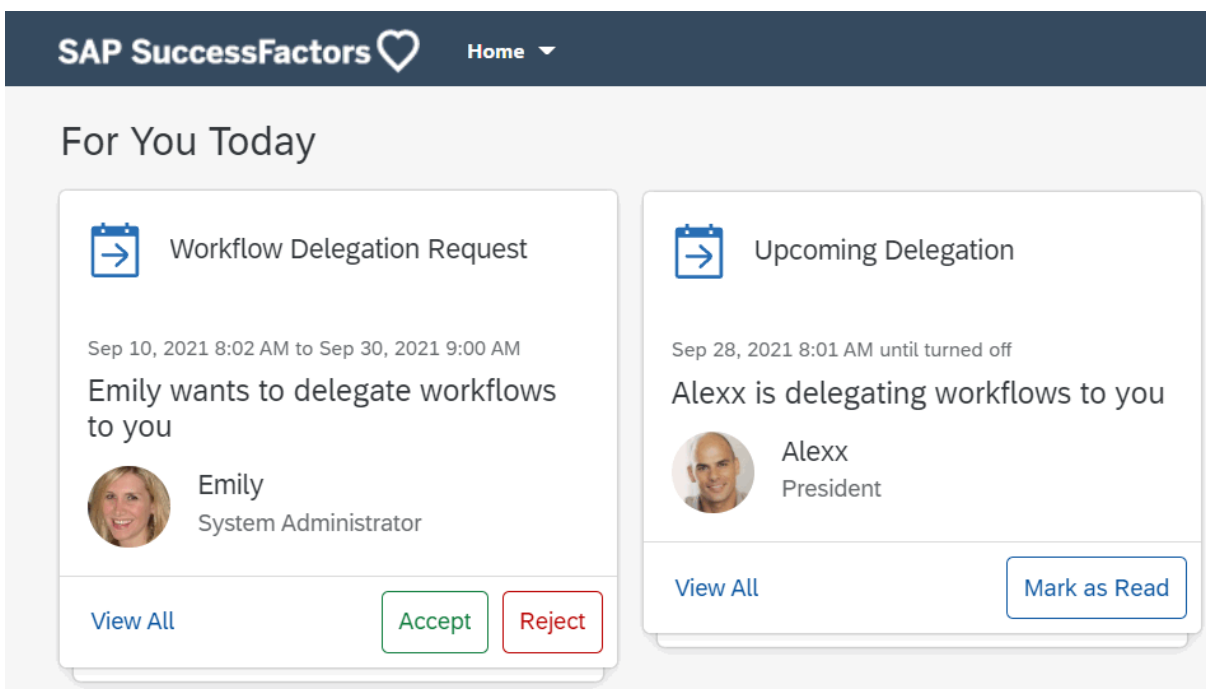 SAP SuccessFactors
Home
For You Today
Workflow Delegation Request
Sep 10, 2021 8:02 AM to Sep 30, 2021 9:00 AM
Emily wants to delegate workflows
to you
Emily
System Administrator
View All
Accept
Reject
Upcoming Delegation
Sep 28, 2021 8:01 AM until turned off
Alexx is delegating workflows to you
Alexx
President
View All
Mark as Read